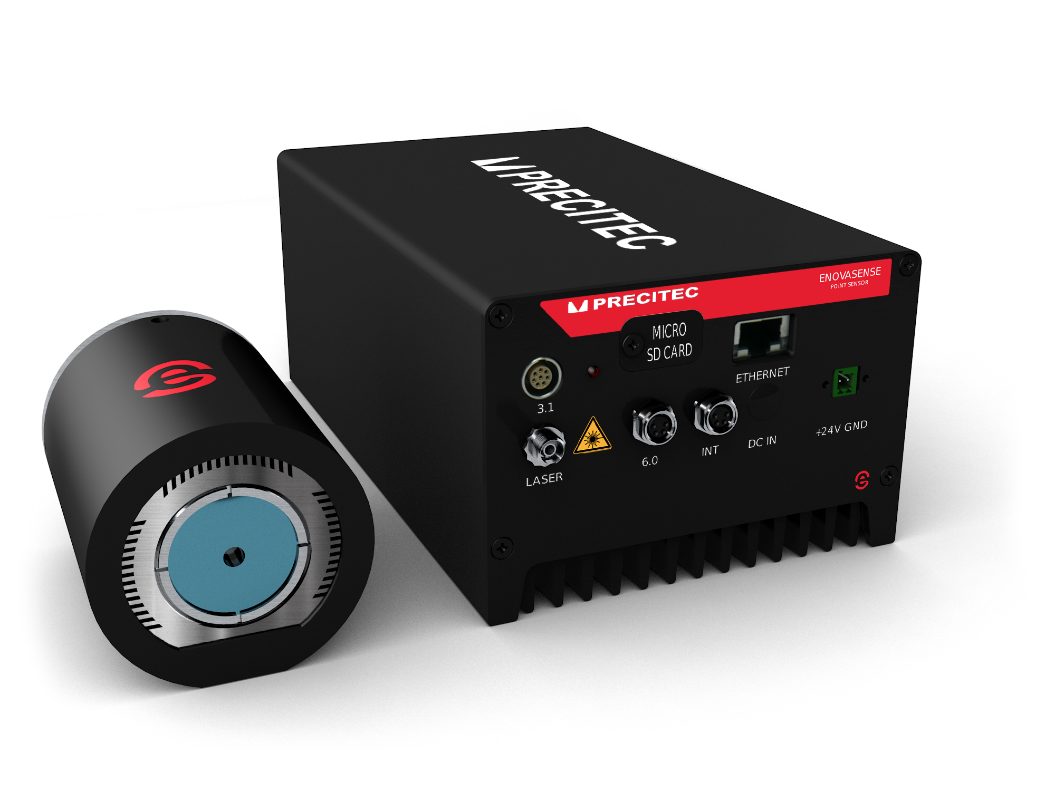 PRECITEC
PRECITEC
ENOVASENSE
POINT SENSOR
MICRO
SD CARD
ETHERNET
3.1
LASER
6.0
INT
DC IN
+24V GND